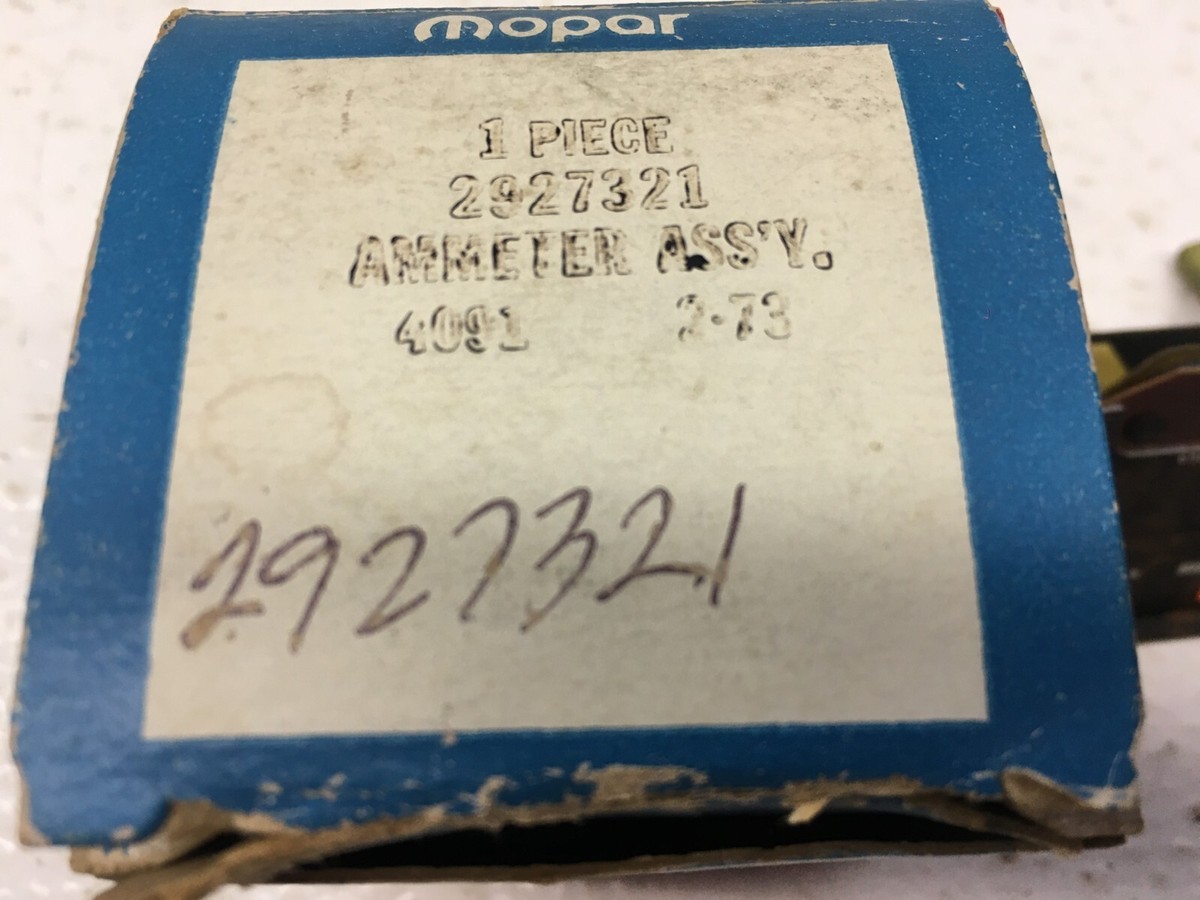 mopar
1 PIECE
2927321
AMMETER ASS'Y.
4091 2-73
2927321